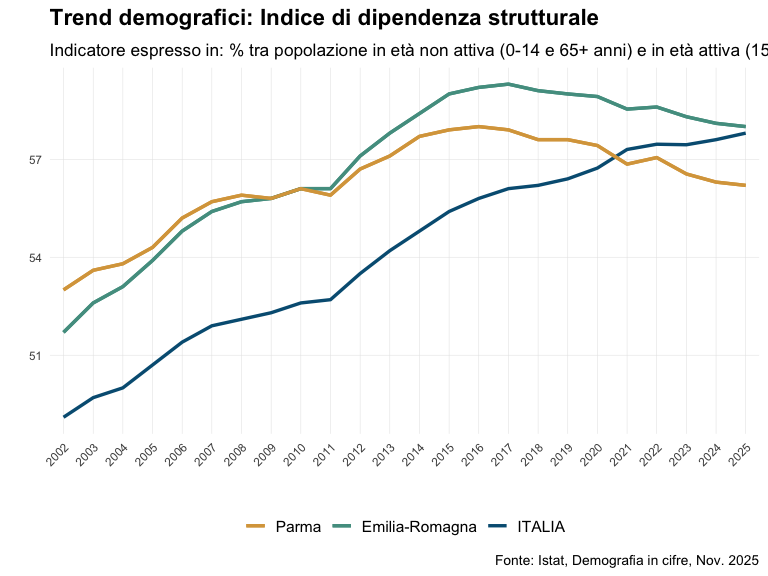 Trend demografici: Indice di dipendenza strutturale
Indicatore espresso in: % tra popolazione in età non attiva (0-14 e 65+ anni) e in età attiva (15
57
54
51
2002 2003 2004 2005 2006 2007 2008 2009 2010 2011 2012 2013 2014 2015 2016 2017 2018 2019 2020 2021 2022 2023 2024 2025
Parma Emilia-Romagna ITALIA
Fonte: Istat, Demografia in cifre, Nov. 2025